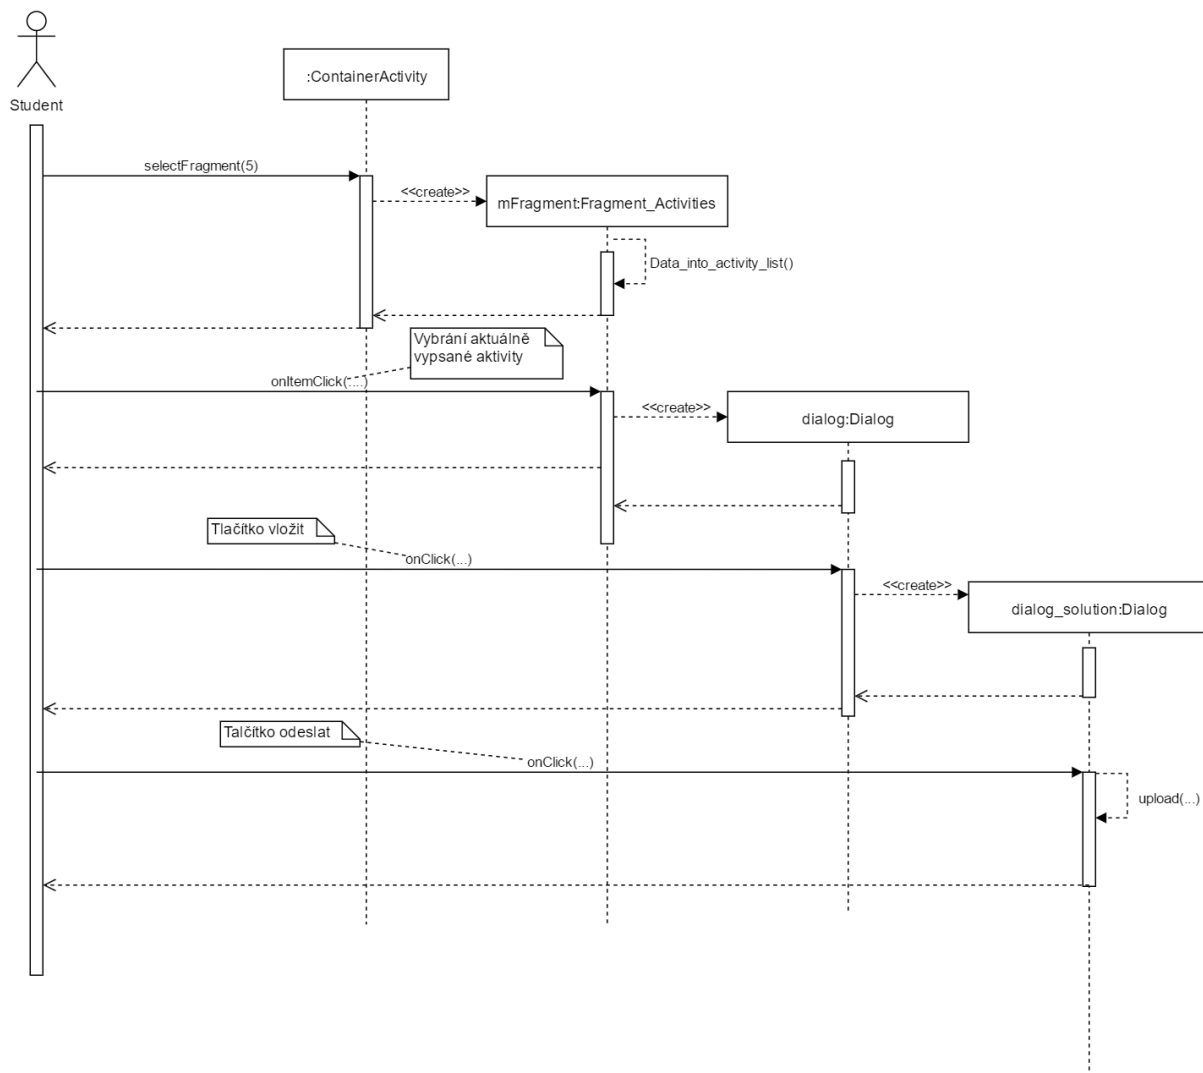 Student
:ContainerActivity
selectFragment(5)
<<create>>
mFragment:Fragment_Activities
Data_into_activity_list()
Vybrání aktuálně
vypsané aktivity
onItemClick(....)
<<create>>
dialog:Dialog
Tlačítko vložit
onClick(...)
<<create>>
dialog_solution:Dialog
Talčítko odeslat
onClick(...)
upload(...)